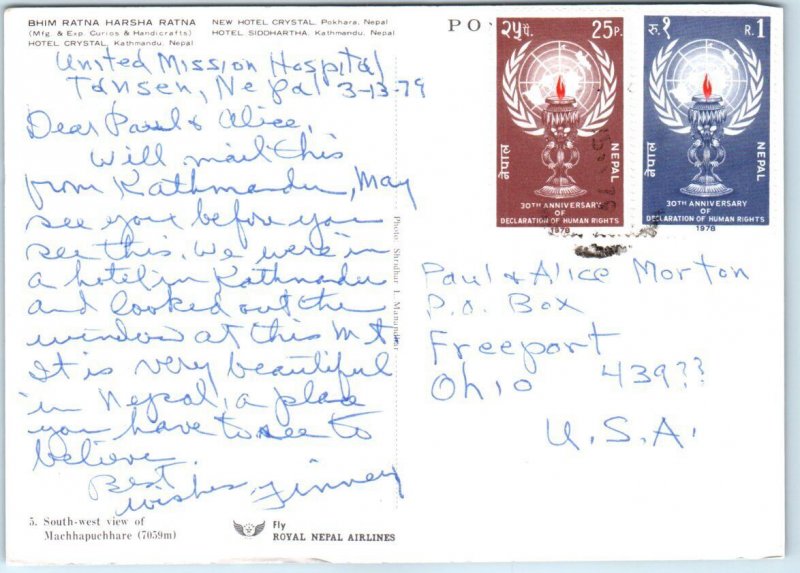 BHIM RATNA HARSHA RATNA
(Mfg & Exp. Curios & Handicrafts)
HOTEL CRYSTAL, Kathmandu, Nepal
NEW HOTEL CRYSTAL, Pokhara, Nepal
HOTEL SIDDHARTHA, Kathmandu, Nepal
United Mission Hospital
Tansen, Nepal 3-13-79
Dear Paul & Alice,
Will mail this
from Kathmandu, May
see you before you
see this. We were in
a hotel in Kathmadu
and looked out the
window at this Mt.
It is very beautiful
in Nepal, a place
you have to see to
believe.
Best
wishes,
5. South-west view of
Machhapuchhare (7059m)
Fly
ROYAL NEPAL AIRLINES
Photo: Shridhar L. Manandhar
PO
२५ पै.
25P.
नेपाल
NEPAL
30TH ANNIVERSARY
OF
DECLARATION OF HUMAN RIGHTS
1978
रु. १
R.1
नेपाल
NEPAL
30TH ANNIVERSARY
OF
DECLARATION OF HUMAN RIGHTS
1978
Paul & Alice Morton
P.O. Box
Freeport
Ohio 439??
U.S.A.